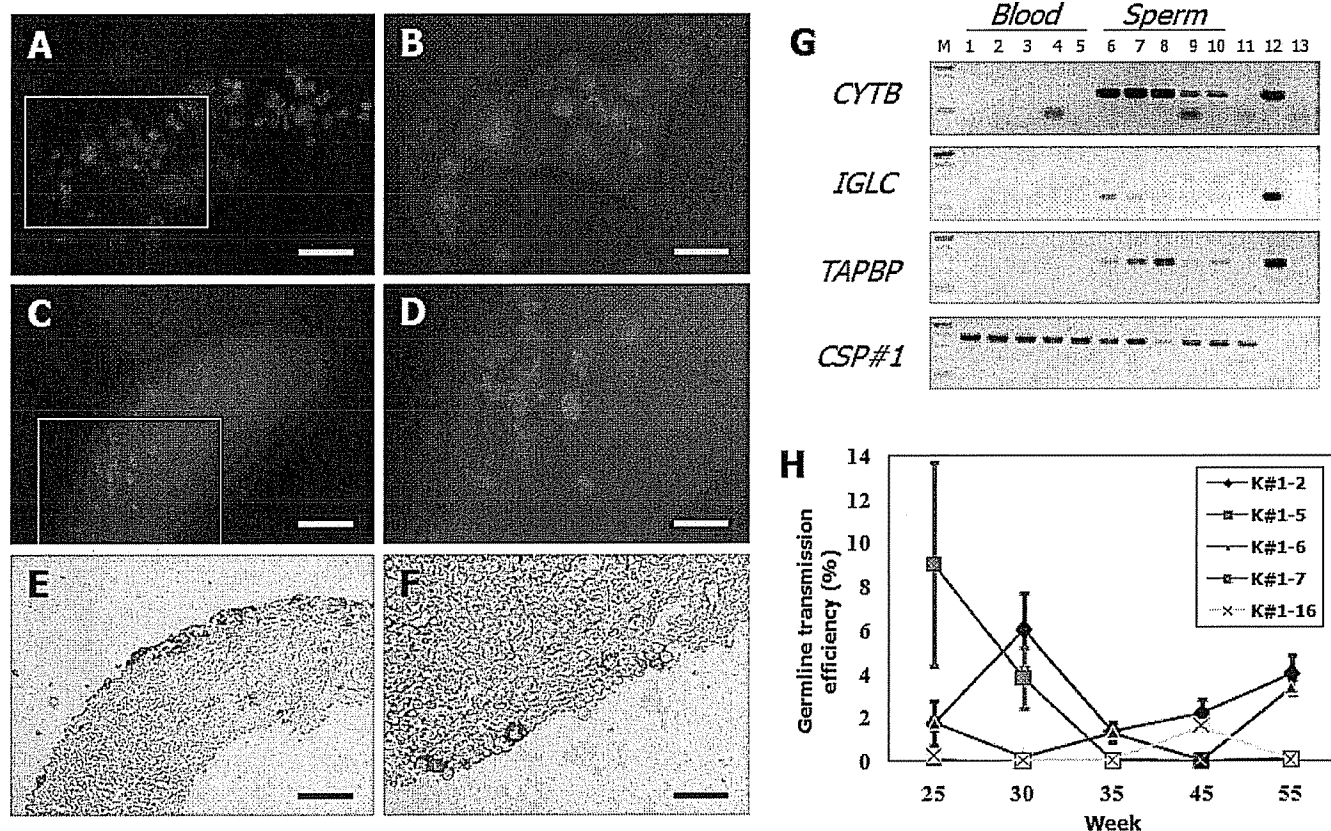 A
B
C
D
E
F
G
Blood Sperm
M 1 2 3 4 5 6 7 8 9 10 11 12 13
CYTB
IGLC
TAPBP
CSP#1
H
Germline transmission
efficiency (%)
14
12
10
8
6
4
2
0
K#1-2
K#1-5
K#1-6
K#1-7
K#1-16
25 30 35 45 55
Week